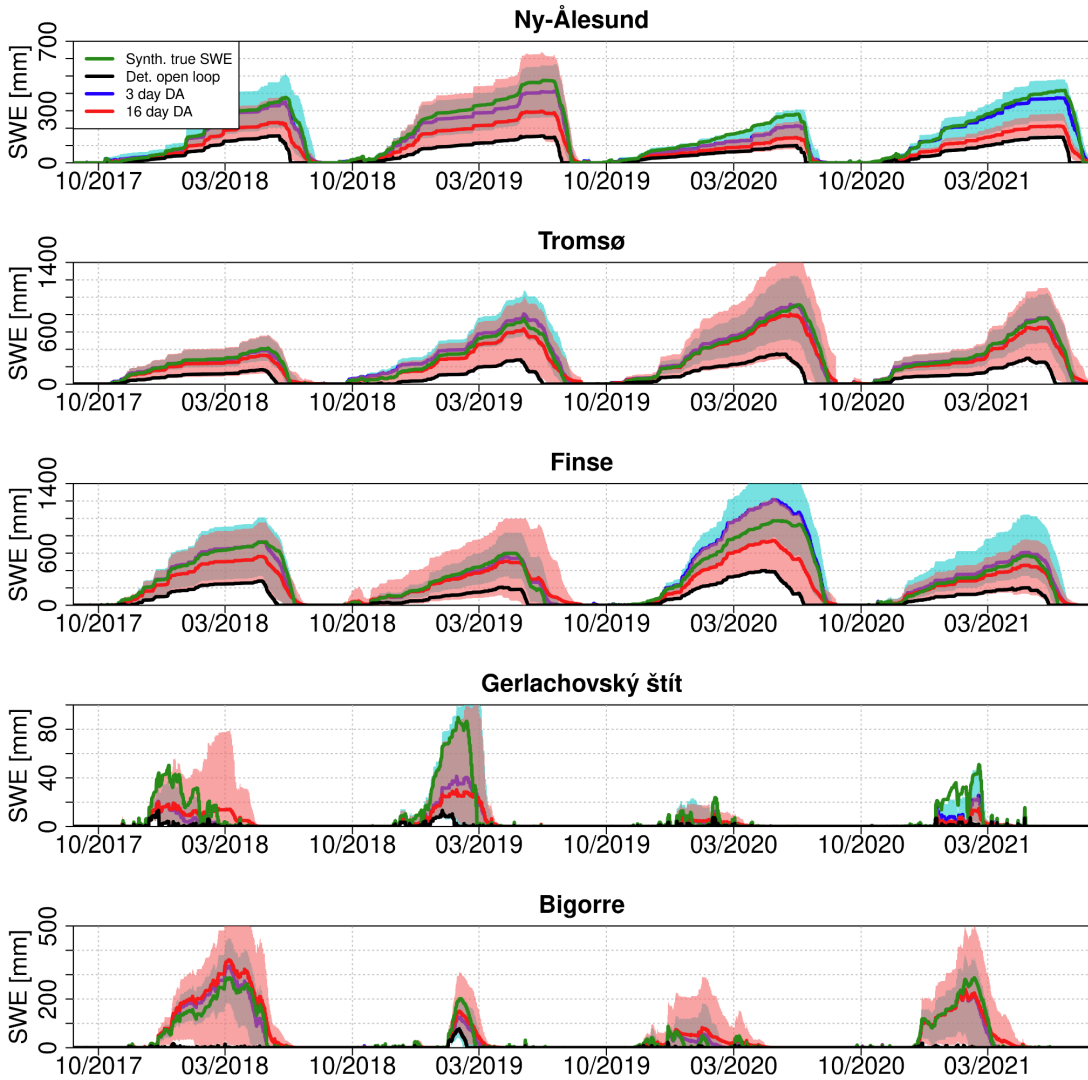 Ny-Ålesund
SWE [mm]
0 300 700
Synth. true SWE
Det. open loop
3 day DA
16 day DA
10/2017 03/2018 10/2018 03/2019 10/2019 03/2020 10/2020 03/2021
Tromsø
SWE [mm]
0 600 1400
10/2017 03/2018 10/2018 03/2019 10/2019 03/2020 10/2020 03/2021
Finse
SWE [mm]
0 600 1400
10/2017 03/2018 10/2018 03/2019 10/2019 03/2020 10/2020 03/2021
Gerlachovský štít
SWE [mm]
0 40 80
10/2017 03/2018 10/2018 03/2019 10/2019 03/2020 10/2020 03/2021
Bigorre
SWE [mm]
0 200 500
10/2017 03/2018 10/2018 03/2019 10/2019 03/2020 10/2020 03/2021